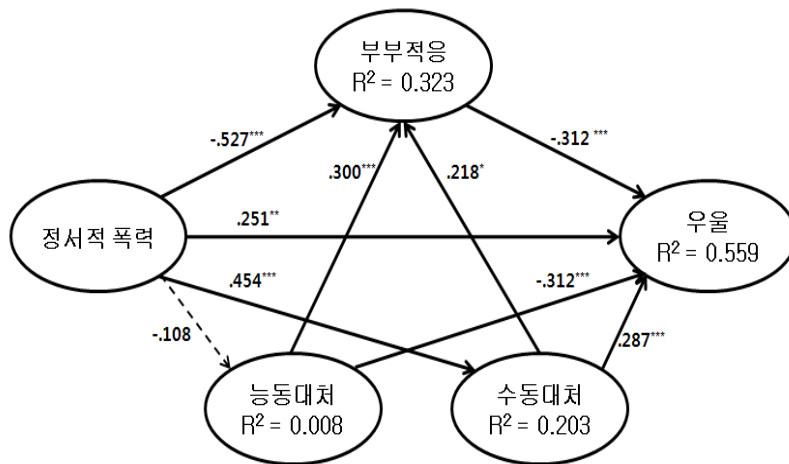 부부적응
R² = 0.323
-.527***
-.312 ***
.300***
.218*
정서적 폭력
.251**
우울
R² = 0.559
.454***
-.312***
-.108
.287***
능동대처
R² = 0.008
수동대처
R² = 0.203